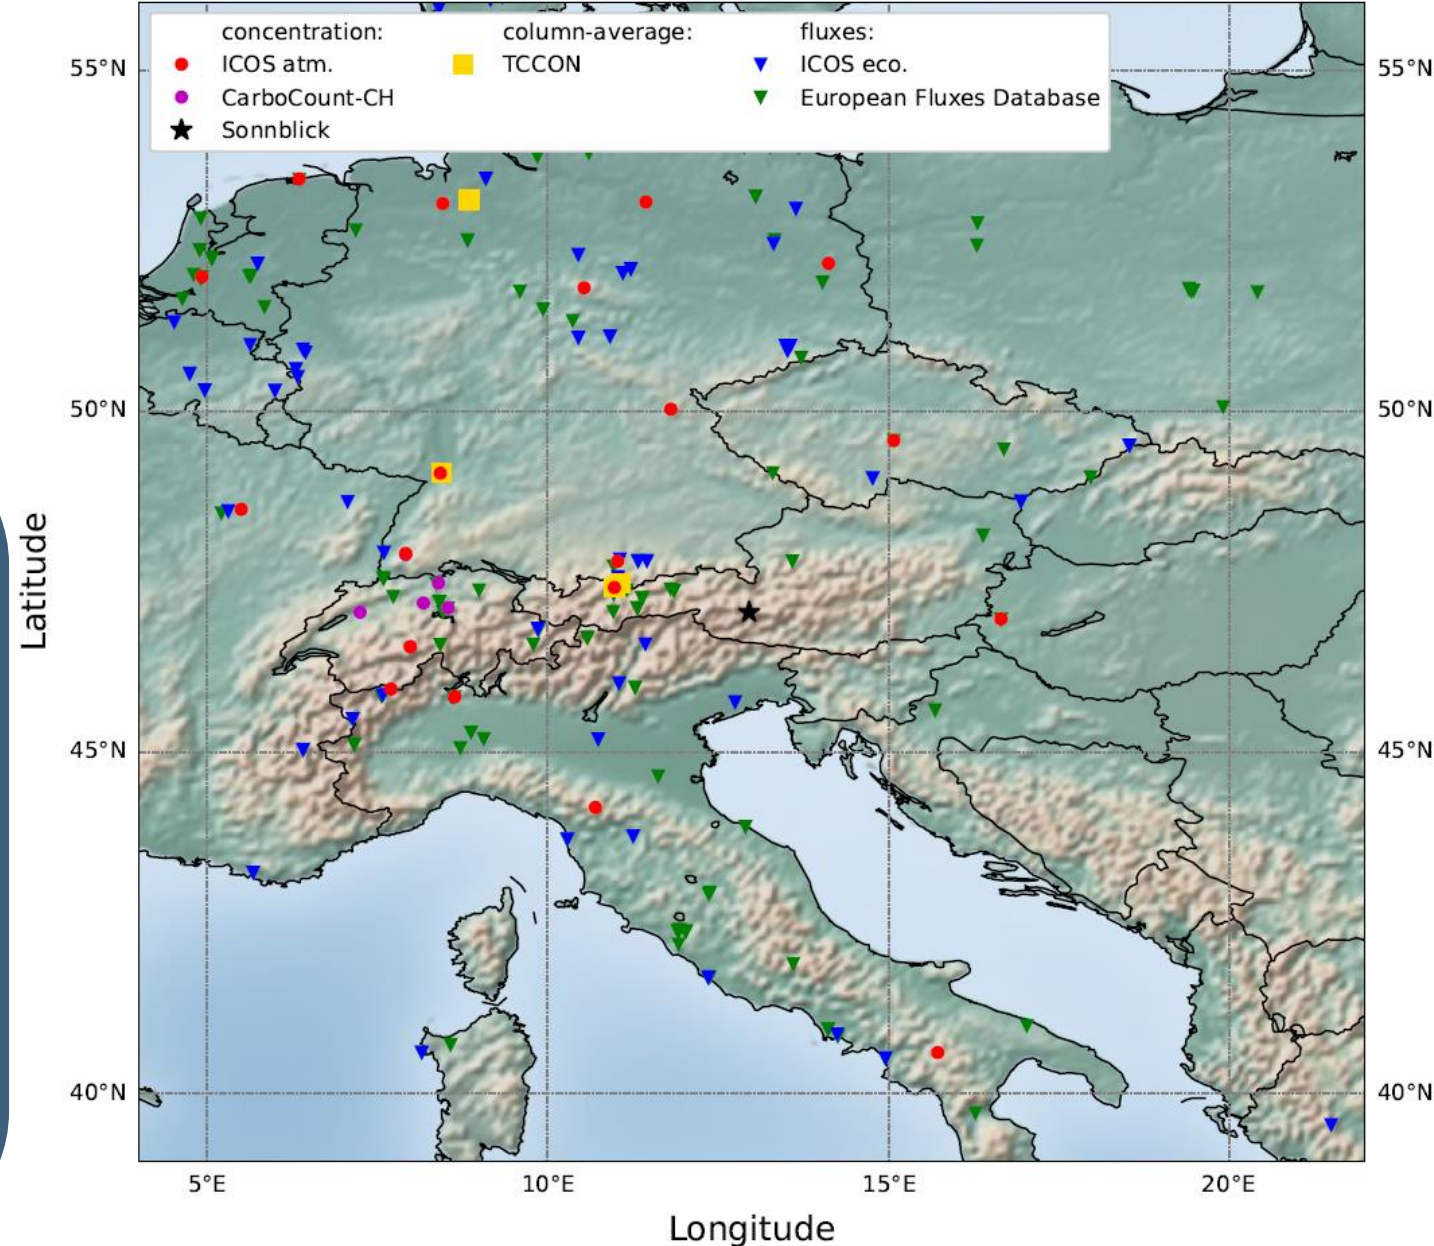 concentration: column-average: fluxes:
ICOS atm. TCCON ICOS eco.
CarboCount-CH European Fluxes Database
Sonnblick
55°N 55°N
50°N 50°N
Latitude
45°N 45°N
40°N 40°N
5°E 10°E 15°E 20°E
Longitude